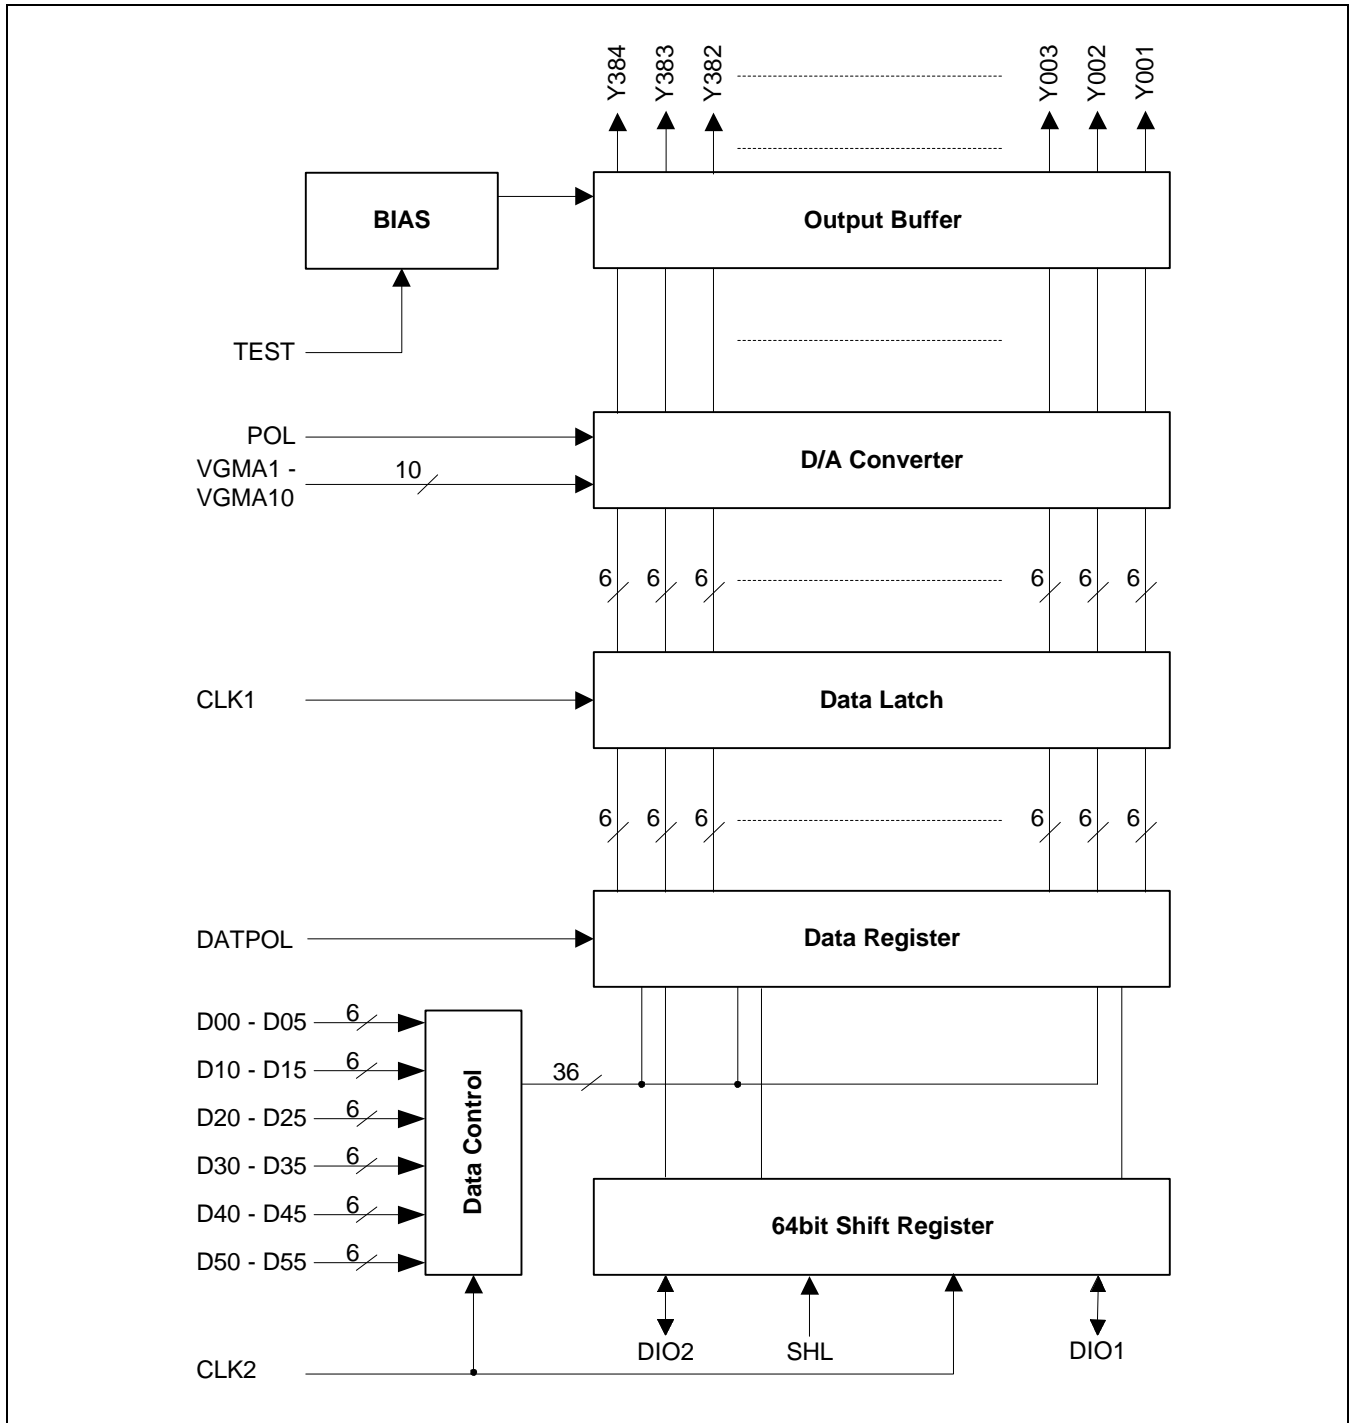 Y384 Y383 Y382 Y003 Y002 Y001
BIAS
Output Buffer
TEST
POL
VGMA1 -
VGMA10
10
D/A Converter
6 6 6 6 6 6
CLK1
Data Latch
6 6 6 6 6 6
DATPOL
Data Register
D00 - D05 6
D10 - D15 6
D20 - D25 6
D30 - D35 6
D40 - D45 6
D50 - D55 6
Data Control
36
64bit Shift Register
DIO2 SHL DIO1
CLK2